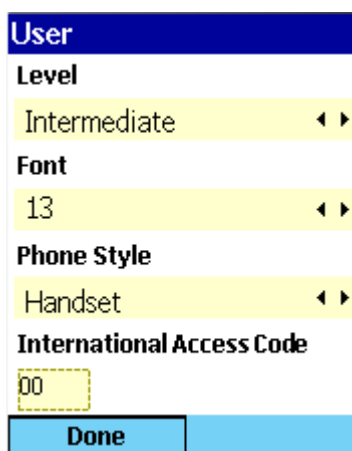 User
Level
Intermediate
Font
13
Phone Style
Handset
International Access Code
00
Done